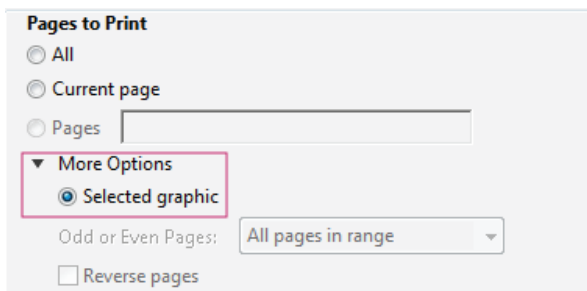 Pages to Print
All
Current page
Pages
More Options
Selected graphic
Odd or Even Pages: All pages in range
Reverse pages